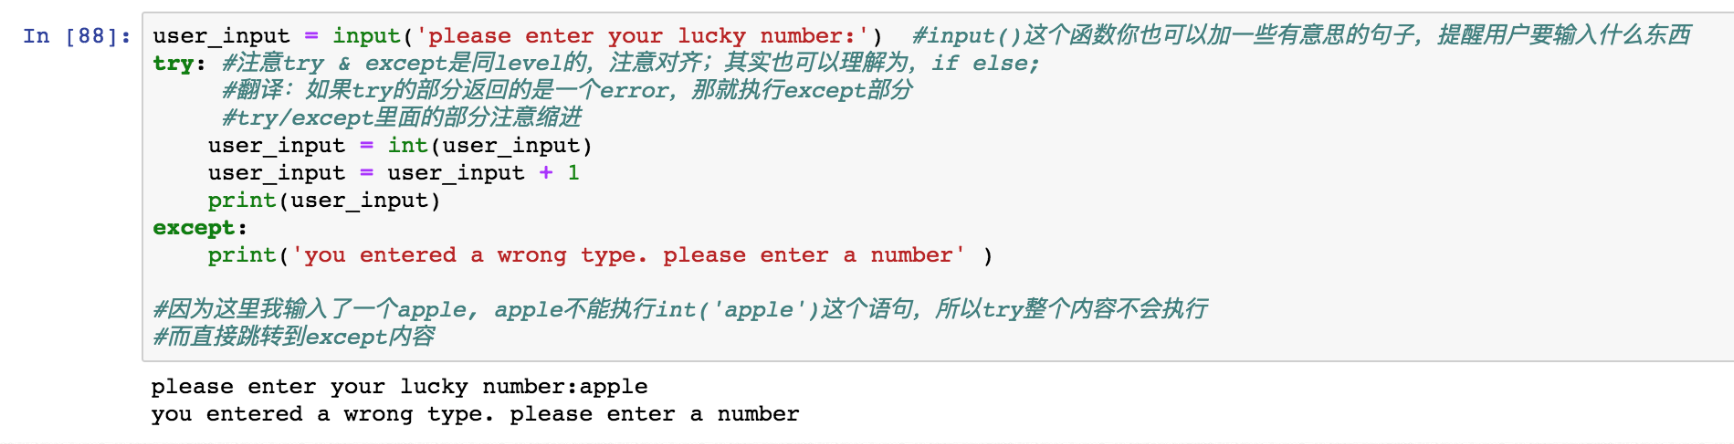 In [88]: user_input = input('please enter your lucky number:')  #input()这个函数你也可以加一些有意思的句子，提醒用户要输入什么东西
try: #注意try & except是同level的，注意对齐；其实也可以理解为，if else;
     #翻译：如果try的部分返回的是一个error，那就执行except部分
     #try/except里面的部分注意缩进
    user_input = int(user_input)
    user_input = user_input + 1
    print(user_input)
except:
    print('you entered a wrong type. please enter a number' )
#因为这里我输入了一个apple, apple不能执行int('apple')这个语句，所以try整个内容不会执行
#而直接跳转到except内容
please enter your lucky number:apple
you entered a wrong type. please enter a number